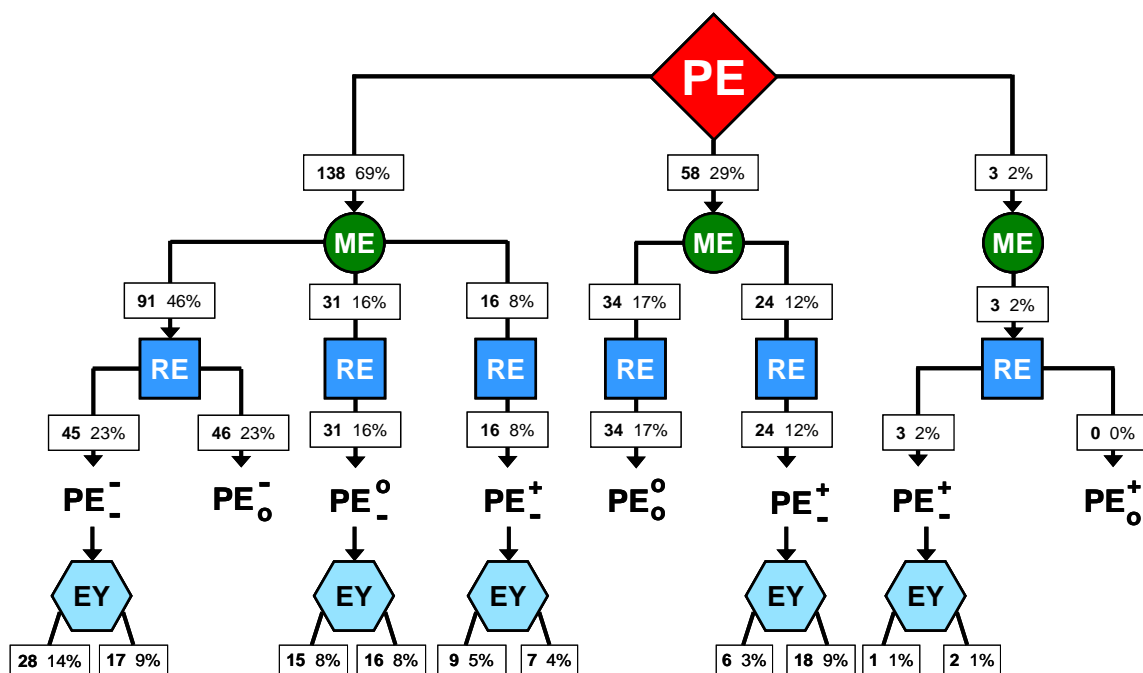 PE
138 69%
58 29%
3 2%
ME
ME
ME
91 46%
31 16%
16 8%
34 17%
24 12%
3 2%
RE
RE
RE
RE
RE
RE
45 23%
46 23%
31 16%
16 8%
34 17%
24 12%
3 2%
0 0%
PE - -
PE - o
PE o -
PE + -
PE o o
PE + -
PE + -
PE + o
EY
EY
EY
EY
EY
28 14%
17 9%
15 8%
16 8%
9 5%
7 4%
6 3%
18 9%
1 1%
2 1%